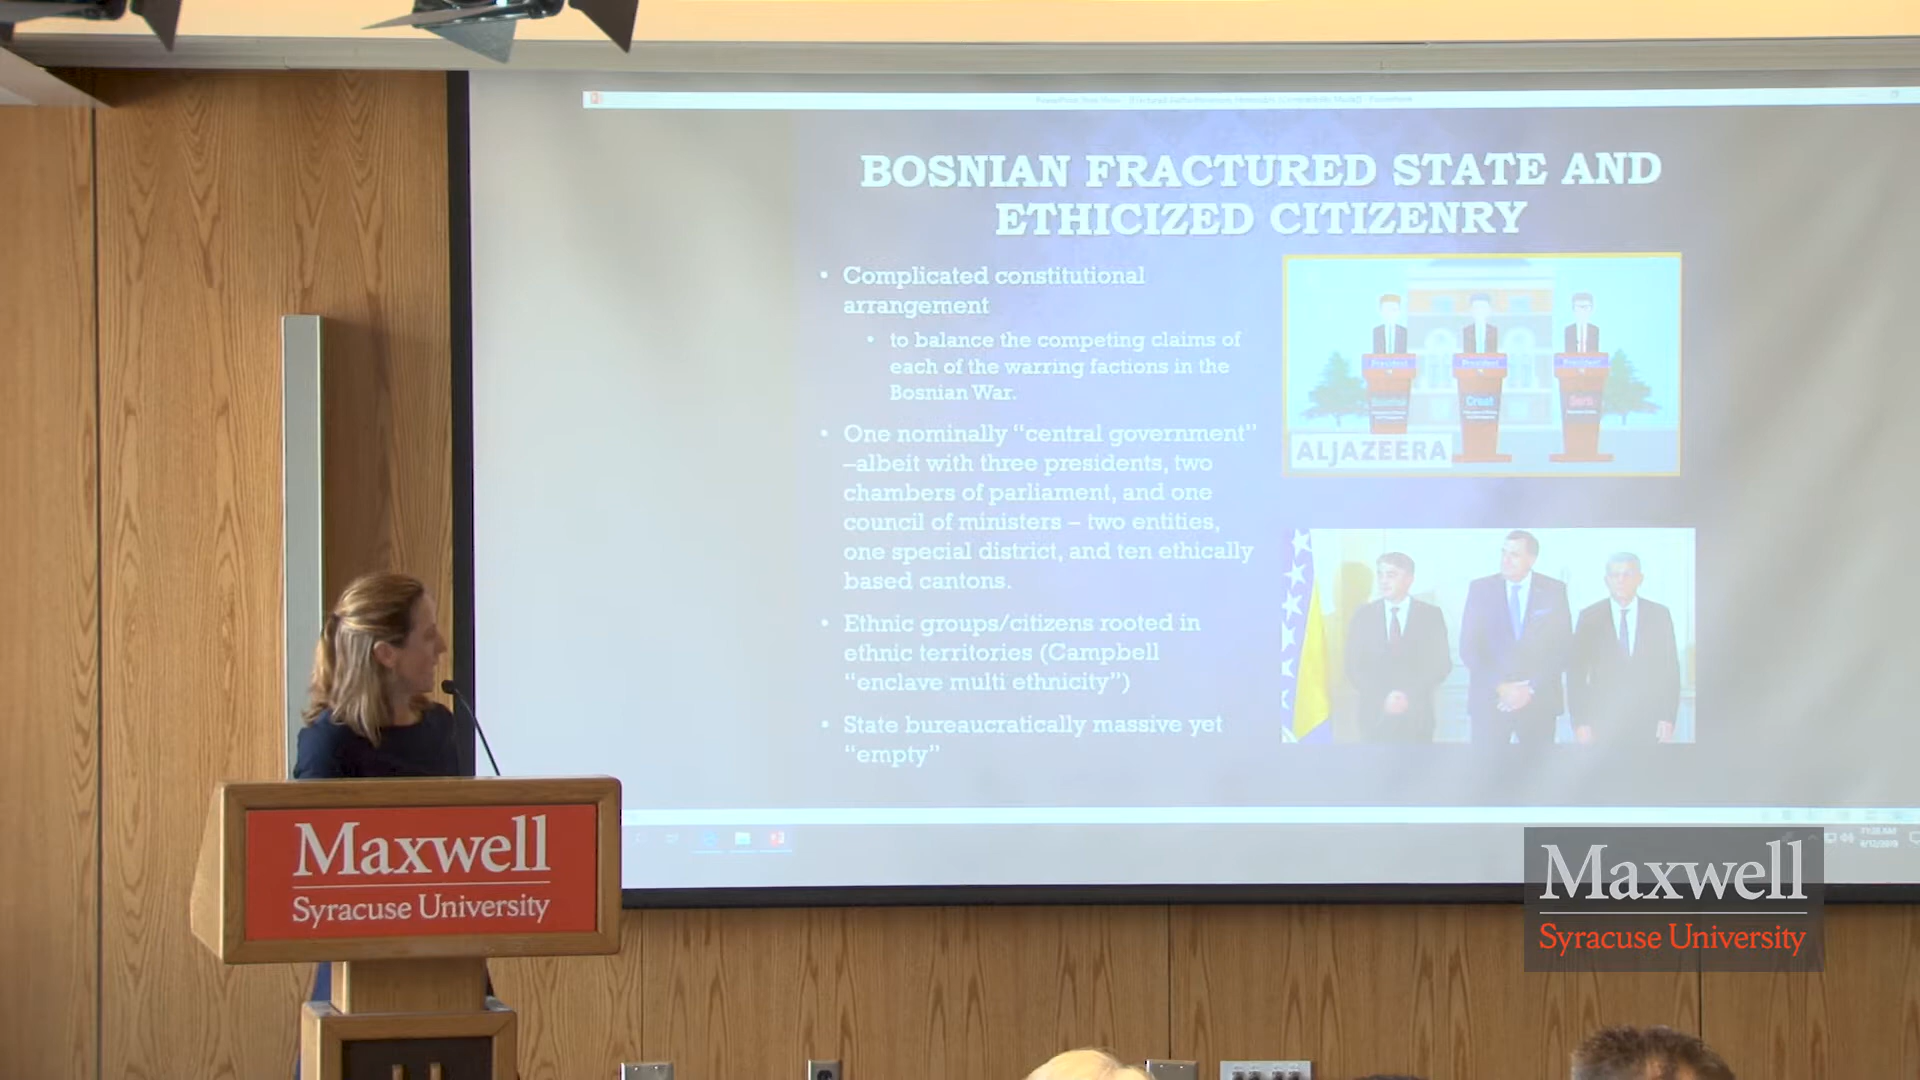 BOSNIAN FRACTURED STATE AND
ETHICIZED CITIZENRY
• Complicated constitutional
arrangement
• to balance the competing claims of
each of the warring factions in the
Bosnian War.
• One nominally “central government”
–albeit with three presidents, two
chambers of parliament, and one
council of ministers – two entities,
one special district, and ten ethically
based cantons.
• Ethnic groups/citizens rooted in
ethnic territories (Campbell
“enclave multi ethnicity”)
• State bureaucratically massive yet
“empty”
President President President
Croat Serb
ALJAZEERA
Maxwell
Syracuse University
Maxwell
Syracuse University